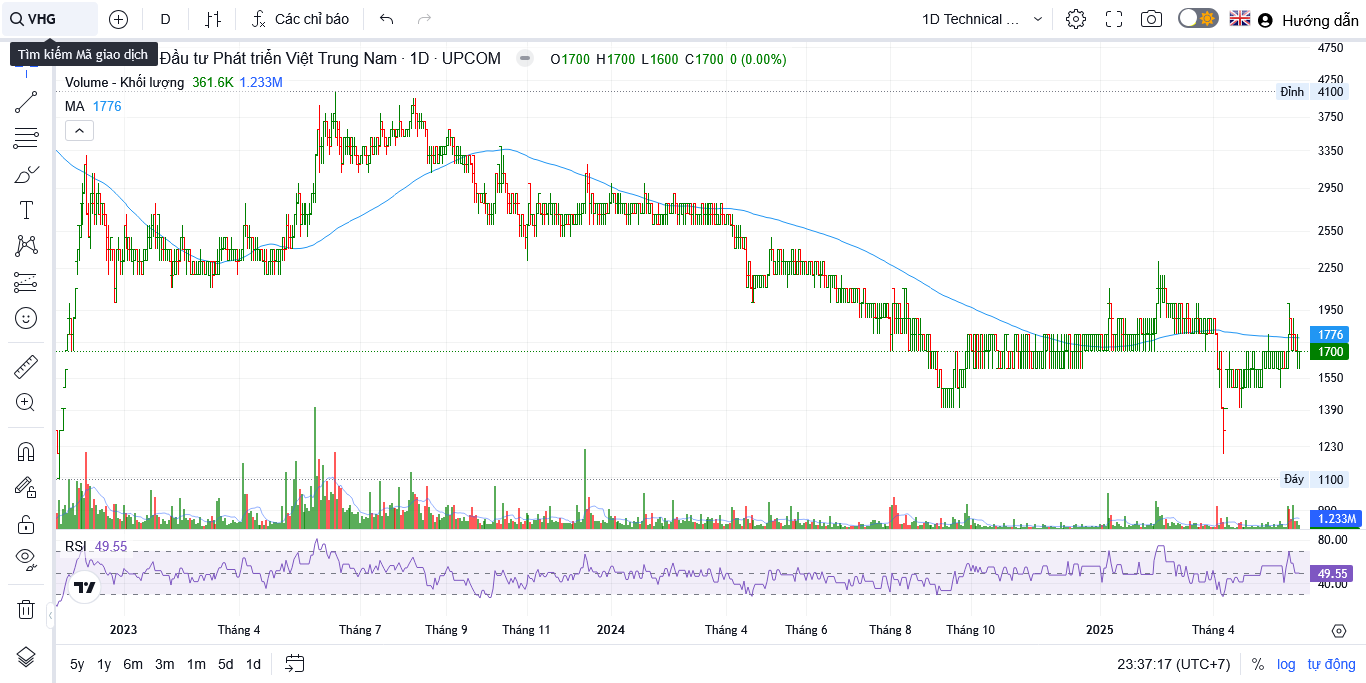 VHG
D
Các chỉ báo
1D Technical ...
Hướng dẫn
Tìm kiếm Mã giao dịch
Đầu tư Phát triển Việt Trung Nam · 1D · UPCOM
O1700 H1700 L1600 C1700 0 (0.00%)
Volume - Khối lượng 361.6K 1.233M
MA 1776
4750
4250
Đỉnh 4100
3750
3350
2950
2550
2250
1950
1776
1700
1550
1390
1230
Đáy 1100
1.233M
RSI 49.55
80.00
49.55
40.00
2023 Tháng 4 Tháng 7 Tháng 9 Tháng 11 2024 Tháng 4 Tháng 6 Tháng 8 Tháng 10 2025 Tháng 4
5y 1y 6m 3m 1m 5d 1d
23:37:17 (UTC+7) % log tự động